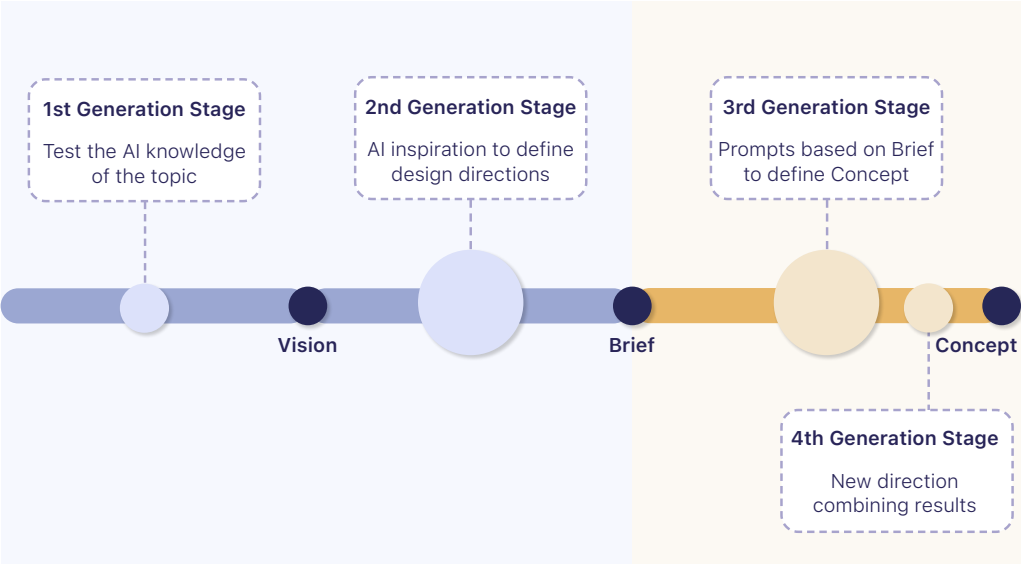 1st Generation Stage
Test the AI knowledge
of the topic
2nd Generation Stage
AI inspiration to define
design directions
3rd Generation Stage
Prompts based on Brief
to define Concept
Vision
Brief
Concept
4th Generation Stage
New direction
combining results